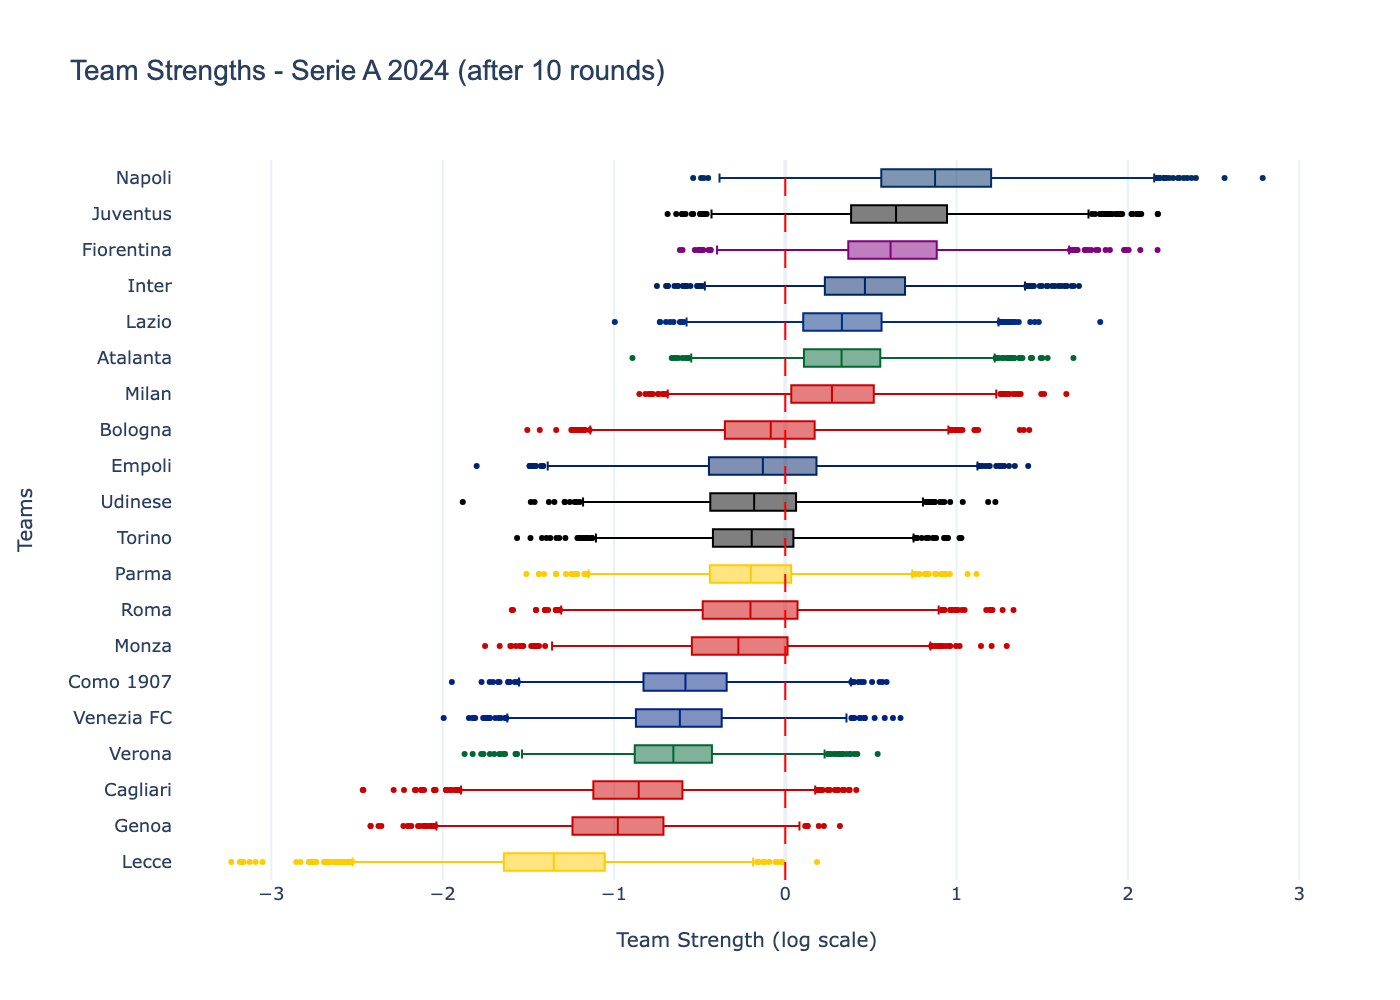 Team Strengths - Serie A 2024 (after 10 rounds)
Napoli
Juventus
Fiorentina
Inter
Lazio
Atalanta
Milan
Bologna
Empoli
Udinese
Torino
Parma
Roma
Monza
Como 1907
Venezia FC
Verona
Cagliari
Genoa
Lecce
Teams
−3 −2 −1 0 1 2 3
Team Strength (log scale)